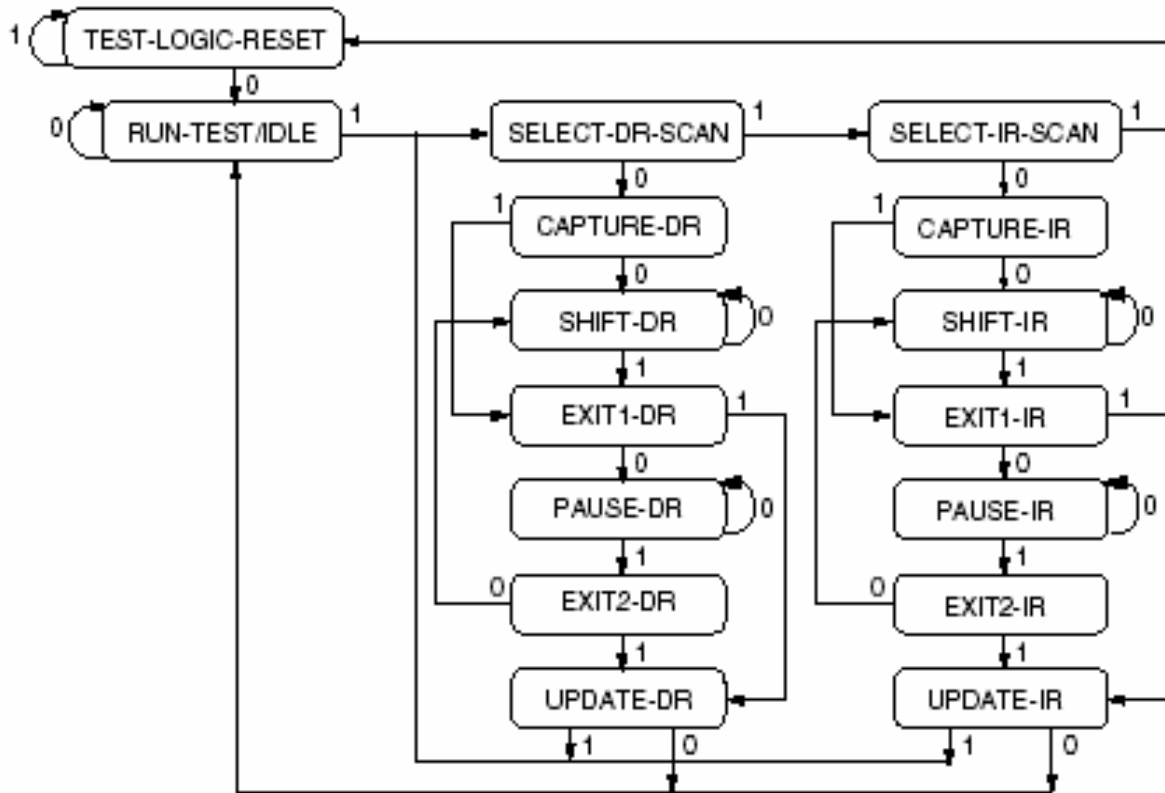 1 TEST-LOGIC-RESET
0
0 RUN-TEST/IDLE 1 SELECT-DR-SCAN 1 SELECT-IR-SCAN 1
0 0
1 CAPTURE-DR 1 CAPTURE-IR
0 0
SHIFT-DR 0 SHIFT-IR 0
1 1
EXIT1-DR 1 EXIT1-IR 1
0 0
PAUSE-DR 0 PAUSE-IR 0
1 1
0 EXIT2-DR 0 EXIT2-IR
1 1
UPDATE-DR UPDATE-IR
1 0 1 0